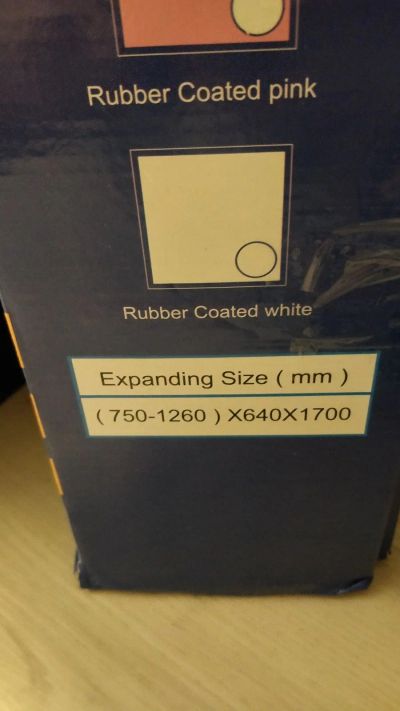 Rubber Coated pink
Rubber Coated white
Expanding Size ( mm )
( 750-1260 ) X640X1700